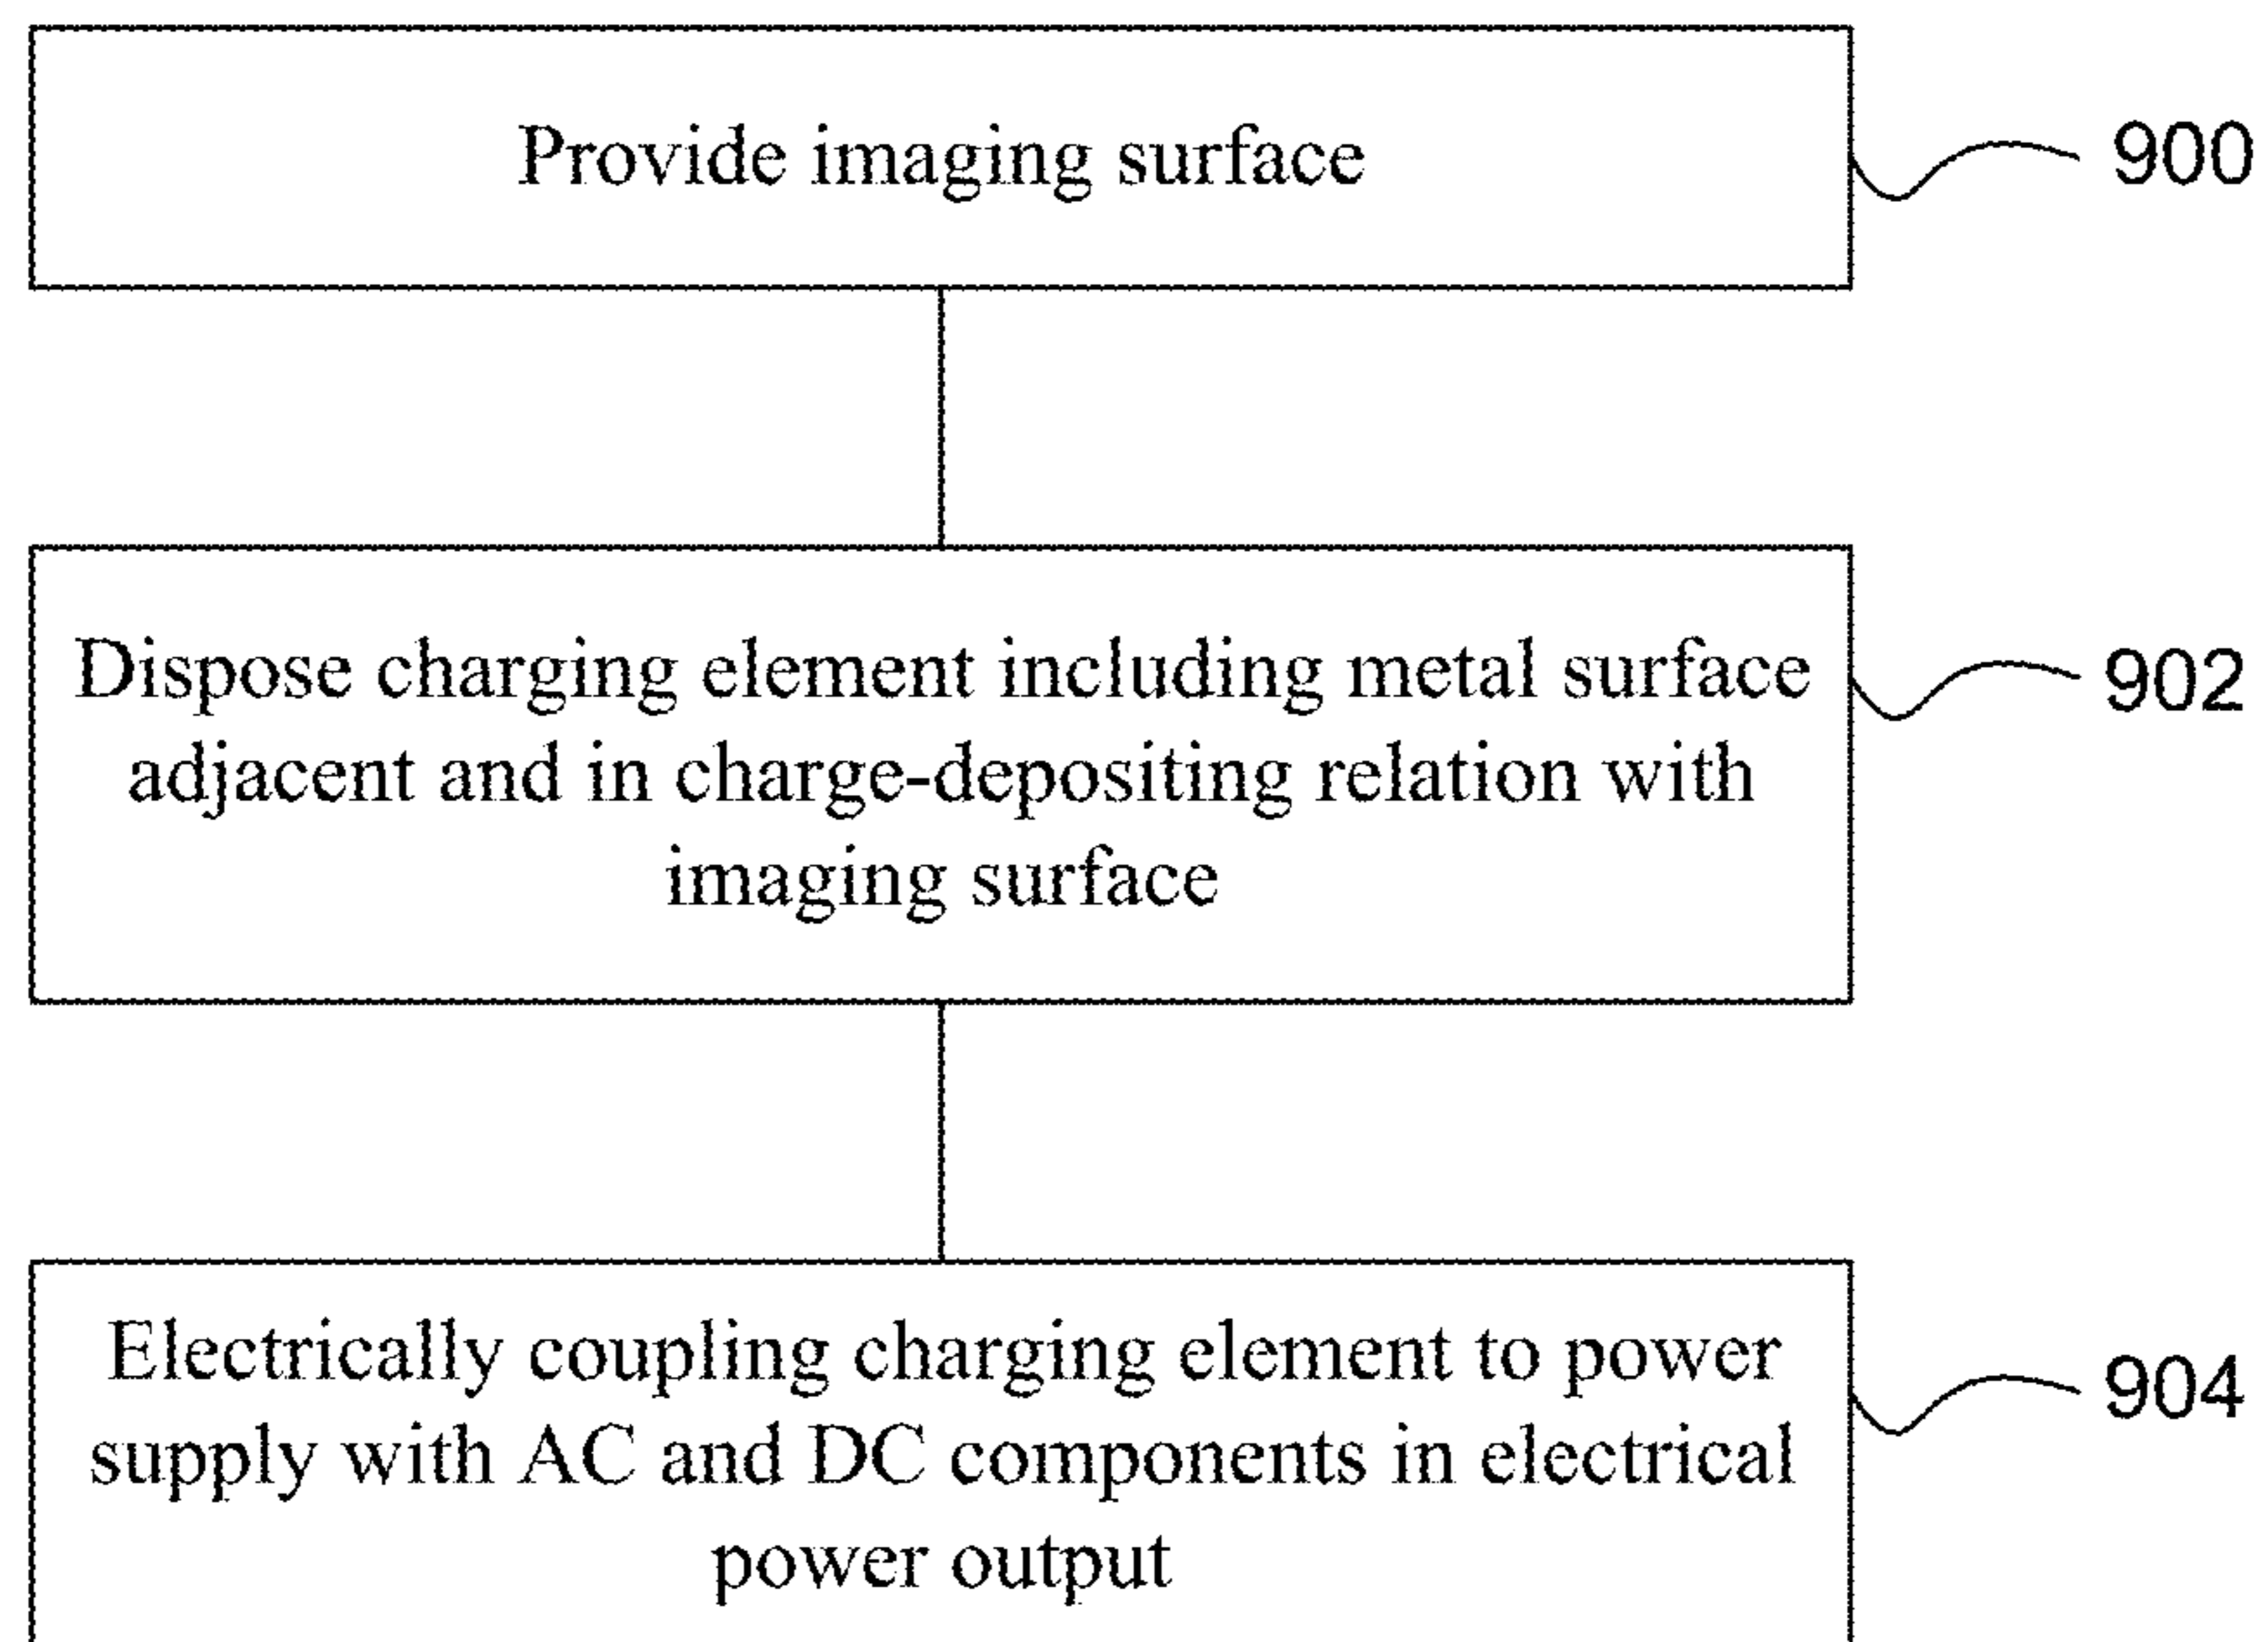 Provide imaging surface
900
Dispose charging element including metal surface
adjacent and in charge-depositing relation with
imaging surface
902
Electrically coupling charging element to power
supply with AC and DC components in electrical
power output
904